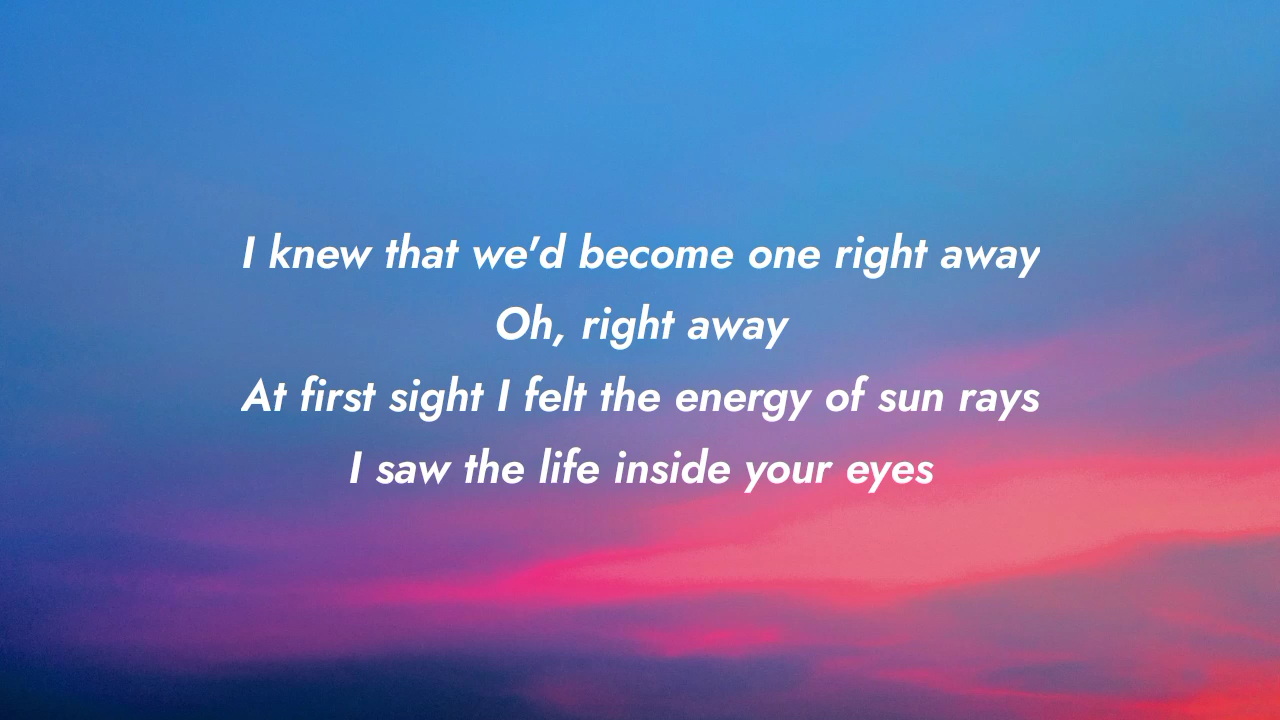 I knew that we'd become one right away
Oh, right away
At first sight I felt the energy of sun rays
I saw the life inside your eyes